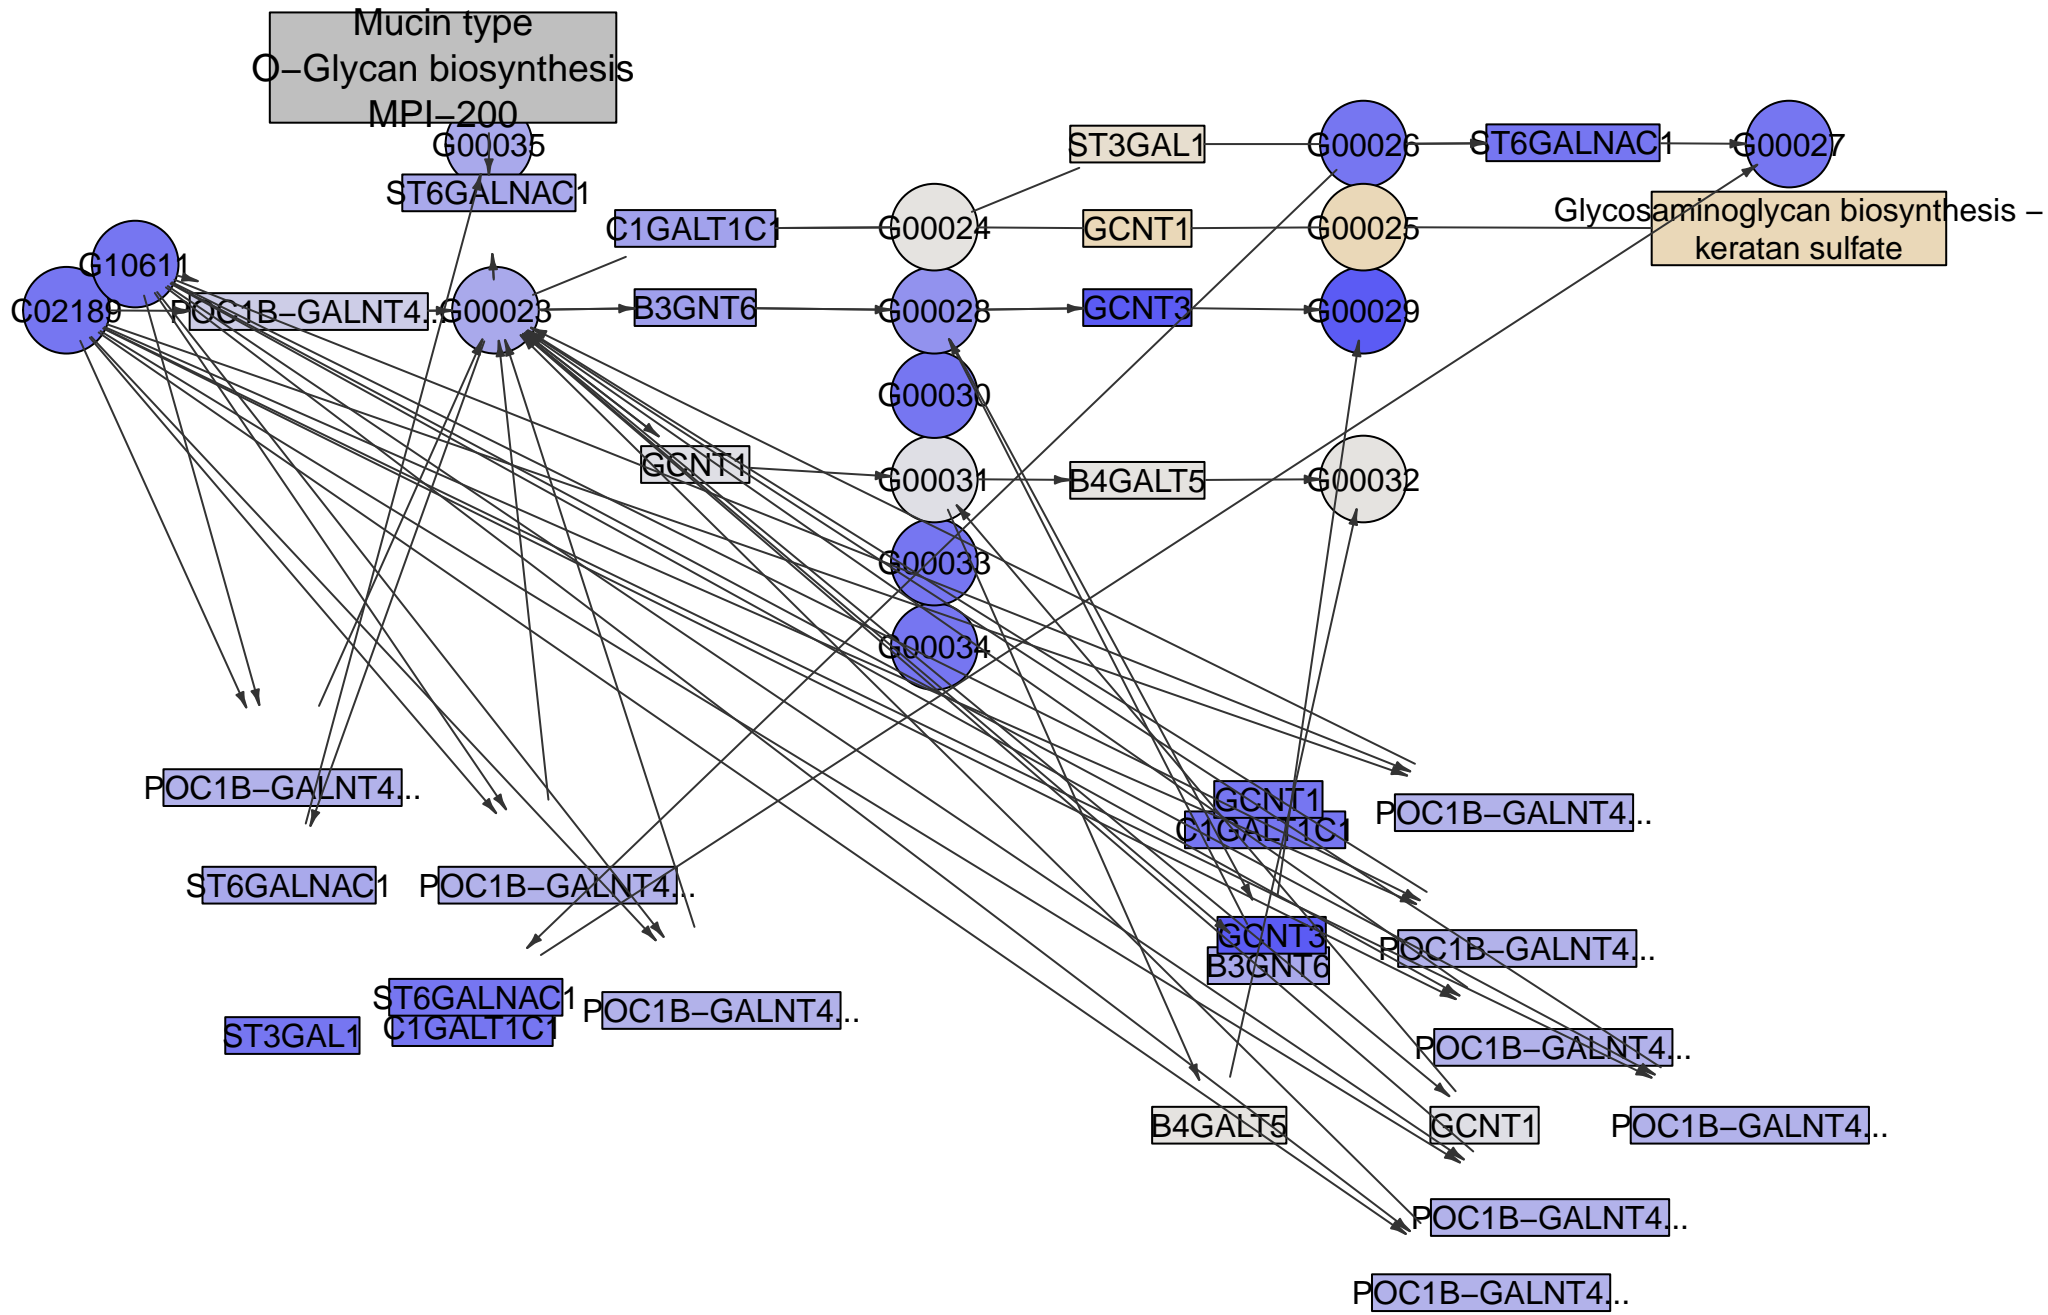 Mucin type
O−Glycan biosynthesis
MPI−200
G00035
ST6GALNAC1
ST3GAL1
G00026
ST6GALNAC1
G00027
C1GALT1C1
G00024
GCNT1
G00025
Glycosaminoglycan biosynthesis −
keratan sulfate
G10611
C02189
POC1B−GALNT4...
G00023
B3GNT6
G00028
GCNT3
G00029
G00030
GCNT1
G00031
B4GALT5
G00032
G00033
G00034
POC1B−GALNT4...
GCNT1
C1GALT1C1
POC1B−GALNT4...
ST6GALNAC1
POC1B−GALNT4...
GCNT3
B3GNT6
POC1B−GALNT4...
ST6GALNAC1
C1GALT1C1
ST3GAL1
POC1B−GALNT4...
POC1B−GALNT4...
B4GALT5
GCNT1
POC1B−GALNT4...
POC1B−GALNT4...
POC1B−GALNT4...